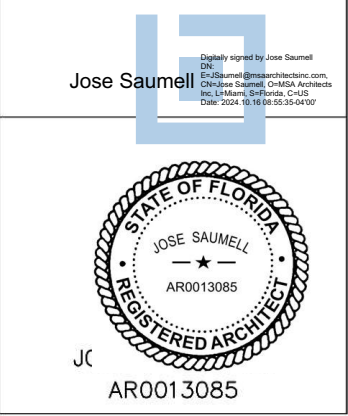 Jose Saumell
Digitally signed by Jose Saumell
DN:
E=JSaumell@msaarchitectsinc.com,
CN=Jose Saumell, O=MSA Architects
Inc, L=Miami, S=Florida, C=US
Date: 2024.10.16 08:55:35-04'00'
STATE OF FLORIDA
JOSE SAUMELL
AR0013085
REGISTERED ARCHITECT
AR0013085